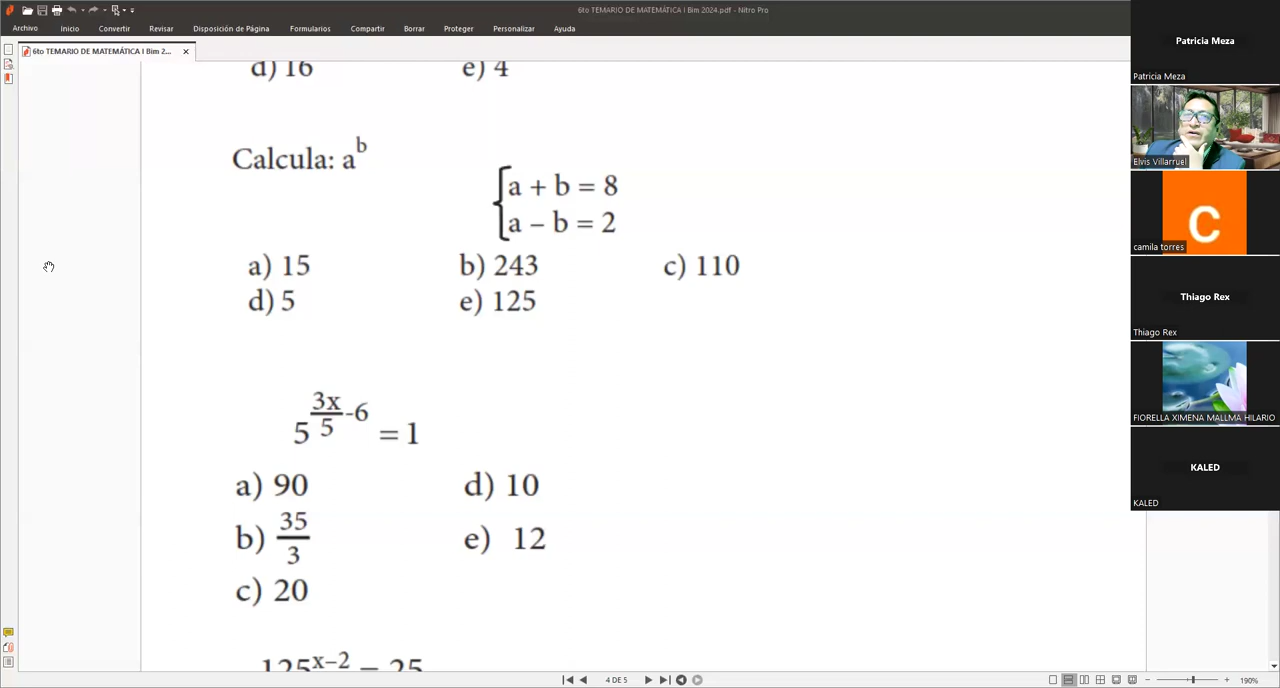 6to TEMARIO DE MATEMÁTICA I Bim 2024.pdf - Nitro Pro
Archivo Inicio Convertir Revisar Disposición de Página Formularios Compartir Borrar Proteger Personalizar Ayuda
6to TEMARIO DE MATEMÁTICA I Bim 2... ×
d) 16 e) 4
Calcula: a^b
a + b = 8
a – b = 2
a) 15 b) 243 c) 110
d) 5 e) 125
5^(3x/5 -6) = 1
a) 90 d) 10
b) 35/3 e) 12
c) 20
125^(x–2) = 25
4 DE 5
190%
Patricia Meza
Patricia Meza
Elvis Villarruel
C
camila torres
Thiago Rex
Thiago Rex
FIORELLA XIMENA MALLMA HILARIO
KALED
KALED